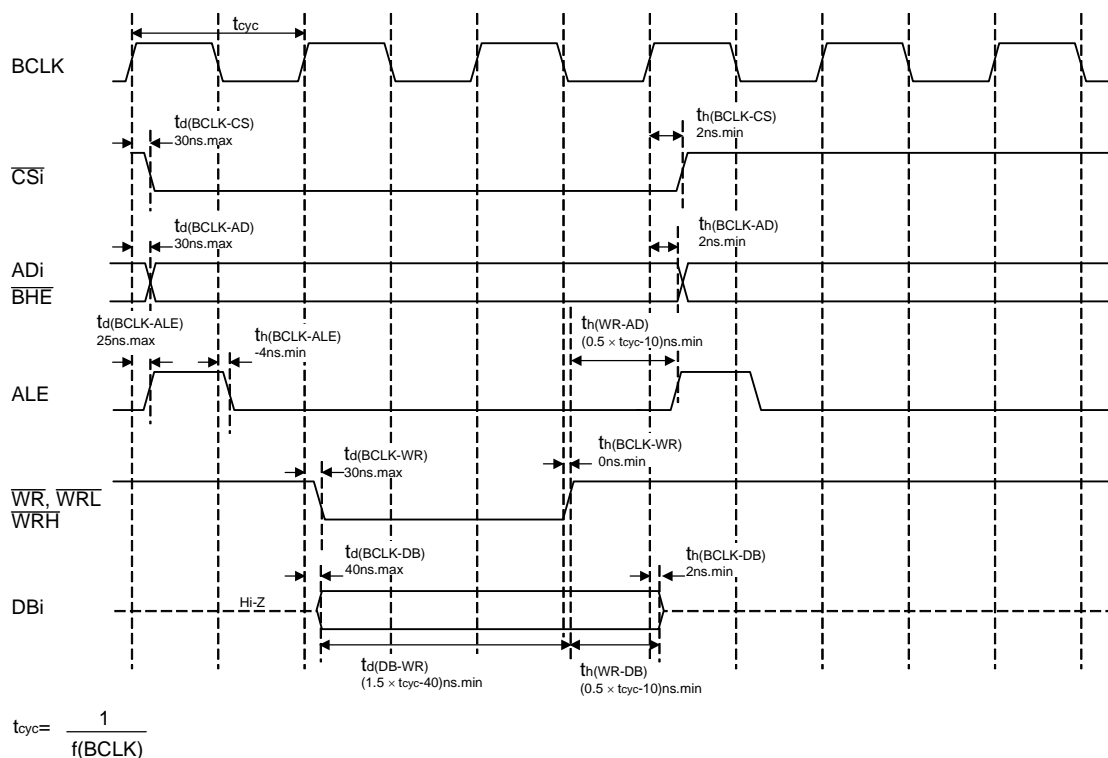 tcyc
BCLK
td(BCLK-CS)
30ns.max
th(BCLK-CS)
2ns.min
CSi
td(BCLK-AD)
30ns.max
th(BCLK-AD)
2ns.min
ADi
BHE
td(BCLK-ALE)
25ns.max
th(BCLK-ALE)
-4ns.min
th(WR-AD)
(0.5 × tcyc-10)ns.min
ALE
td(BCLK-WR)
30ns.max
th(BCLK-WR)
0ns.min
WR, WRL
WRH
td(BCLK-DB)
40ns.max
th(BCLK-DB)
2ns.min
DBi
Hi-Z
td(DB-WR)
(1.5 × tcyc-40)ns.min
th(WR-DB)
(0.5 × tcyc-10)ns.min
tcyc= 1
f(BCLK)